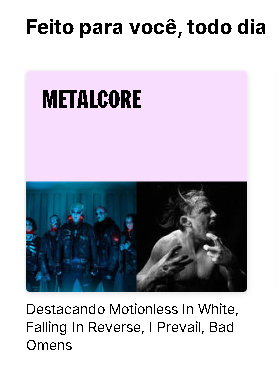 Feito para você, todo dia
METALCORE
Destacando Motionless In White,
Falling In Reverse, I Prevail, Bad
Omens